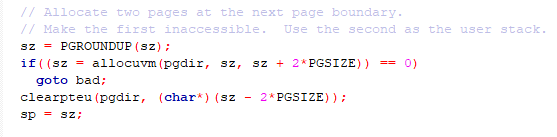 // Allocate two pages at the next page boundary.
// Make the first inaccessible.  Use the second as the user stack.
sz = PGROUNDUP(sz);
if((sz = allocuvm(pgdir, sz, sz + 2*PGSIZE)) == 0)
  goto bad;
clearpteu(pgdir, (char*)(sz - 2*PGSIZE));
sp = sz;